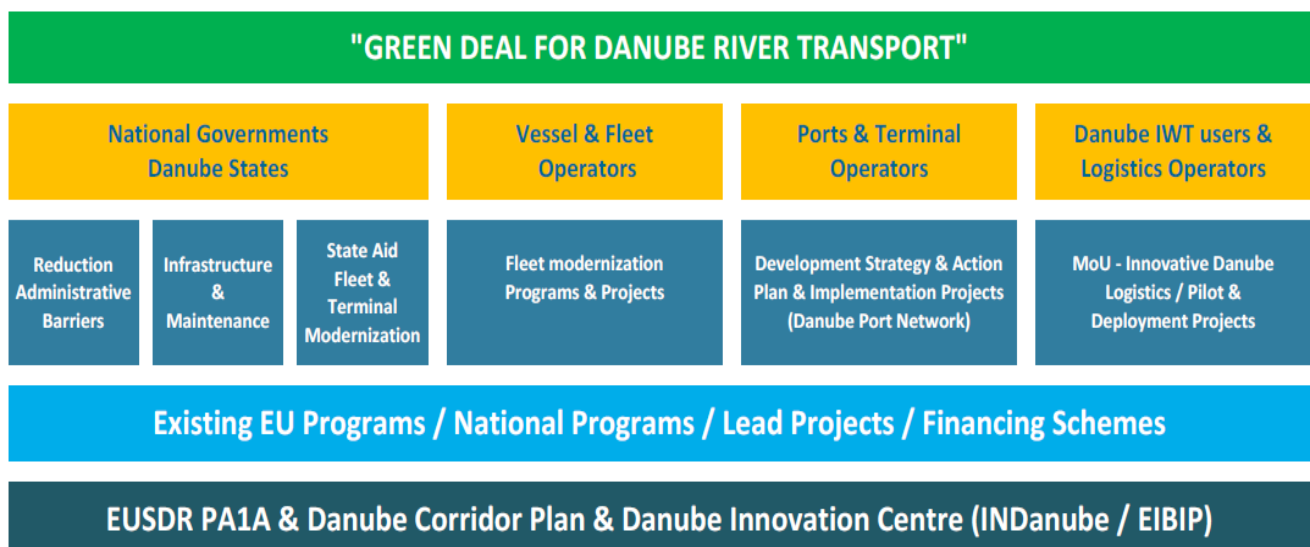 "GREEN DEAL FOR DANUBE RIVER TRANSPORT"
National Governments
Danube States
Vessel & Fleet
Operators
Ports & Terminal
Operators
Danube IWT users &
Logistics Operators
Reduction
Administrative
Barriers
Infrastructure
&
Maintenance
State Aid
Fleet &
Terminal
Modernization
Fleet modernization
Programs & Projects
Development Strategy & Action
Plan & Implementation Projects
(Danube Port Network)
MoU - Innovative Danube
Logistics / Pilot &
Deployment Projects
Existing EU Programs / National Programs / Lead Projects / Financing Schemes
EUSDR PA1A & Danube Corridor Plan & Danube Innovation Centre (INDanube / EIBIP)